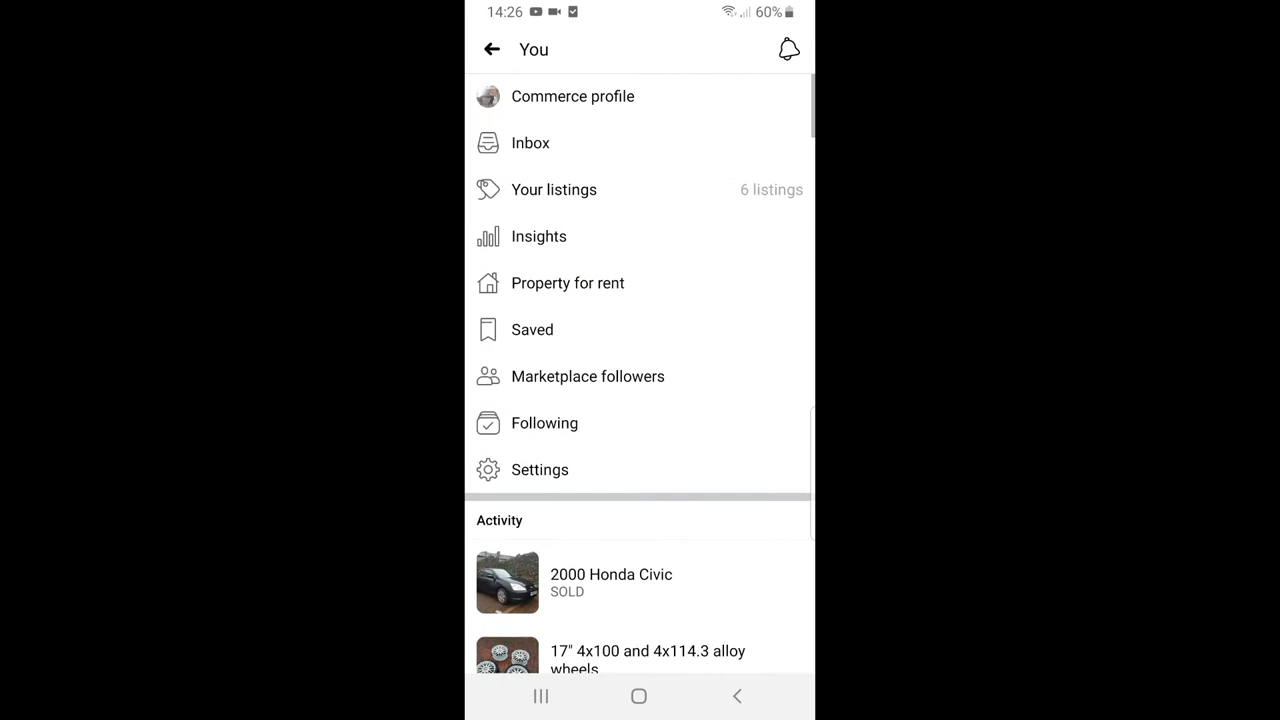 14:26
60%
You
Commerce profile
Inbox
Your listings 6 listings
Insights
Property for rent
Saved
Marketplace followers
Following
Settings
Activity
2000 Honda Civic
SOLD
17" 4x100 and 4x114.3 alloy
wheels